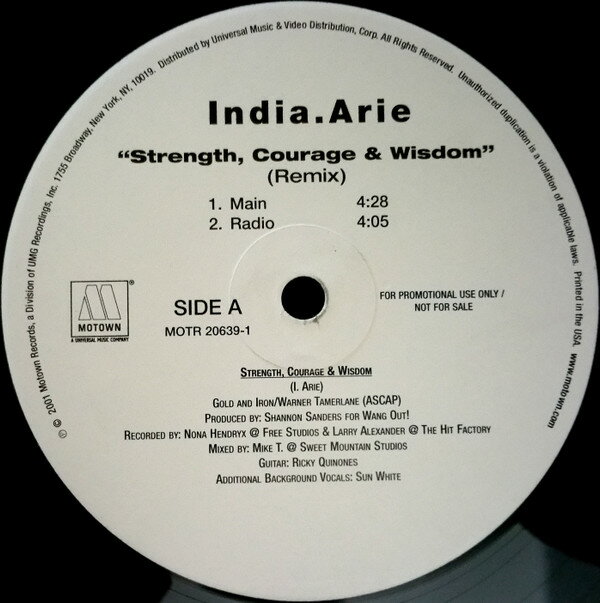 India.Arie
“Strength, Courage & Wisdom”
(Remix)
1. Main 4:28
2. Radio 4:05
MOTOWN®
A UNIVERSAL MUSIC COMPANY
SIDE A
MOTR 20639-1
FOR PROMOTIONAL USE ONLY /
NOT FOR SALE
STRENGTH, COURAGE & WISDOM
(I. ARIE)
GOLD AND IRON/WARNER TAMERLANE (ASCAP)
PRODUCED BY: SHANNON SANDERS FOR WANG OUT!
RECORDED BY: NONA HENDRYX @ FREE STUDIOS & LARRY ALEXANDER @ THE HIT FACTORY
MIXED BY: MIKE T. @ SWEET MOUNTAIN STUDIOS
GUITAR: RICKY QUINONES
ADDITIONAL BACKGROUND VOCALS: SUN WHITE
℗ © 2001 Motown Records, a Division of UMG Recordings, Inc. 1755 Broadway, New York, NY, 10019. Distributed by Universal Music & Video Distribution, Corp. All Rights Reserved. Unauthorized duplication is a violation of applicable laws. Printed in the USA. www.motown.com